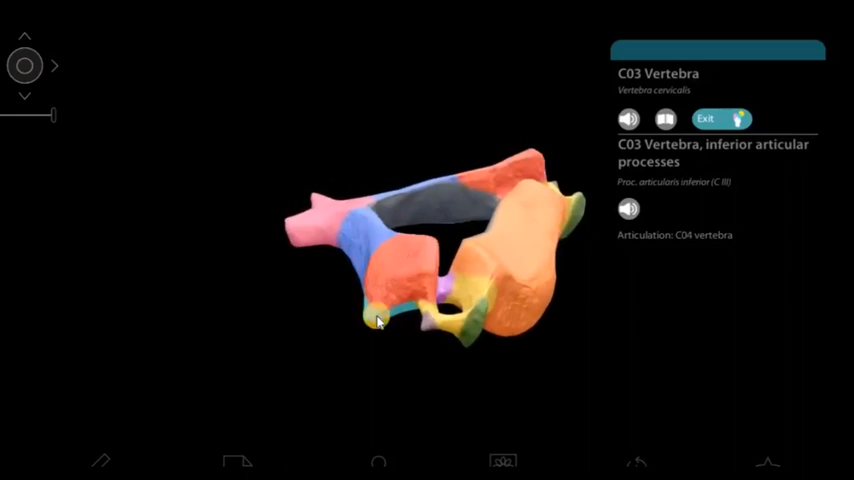 C03 Vertebra
Vertebra cervicalis
Exit
C03 Vertebra, inferior articular
processes
Proc. articularis inferior (C III)
Articulation: C04 vertebra